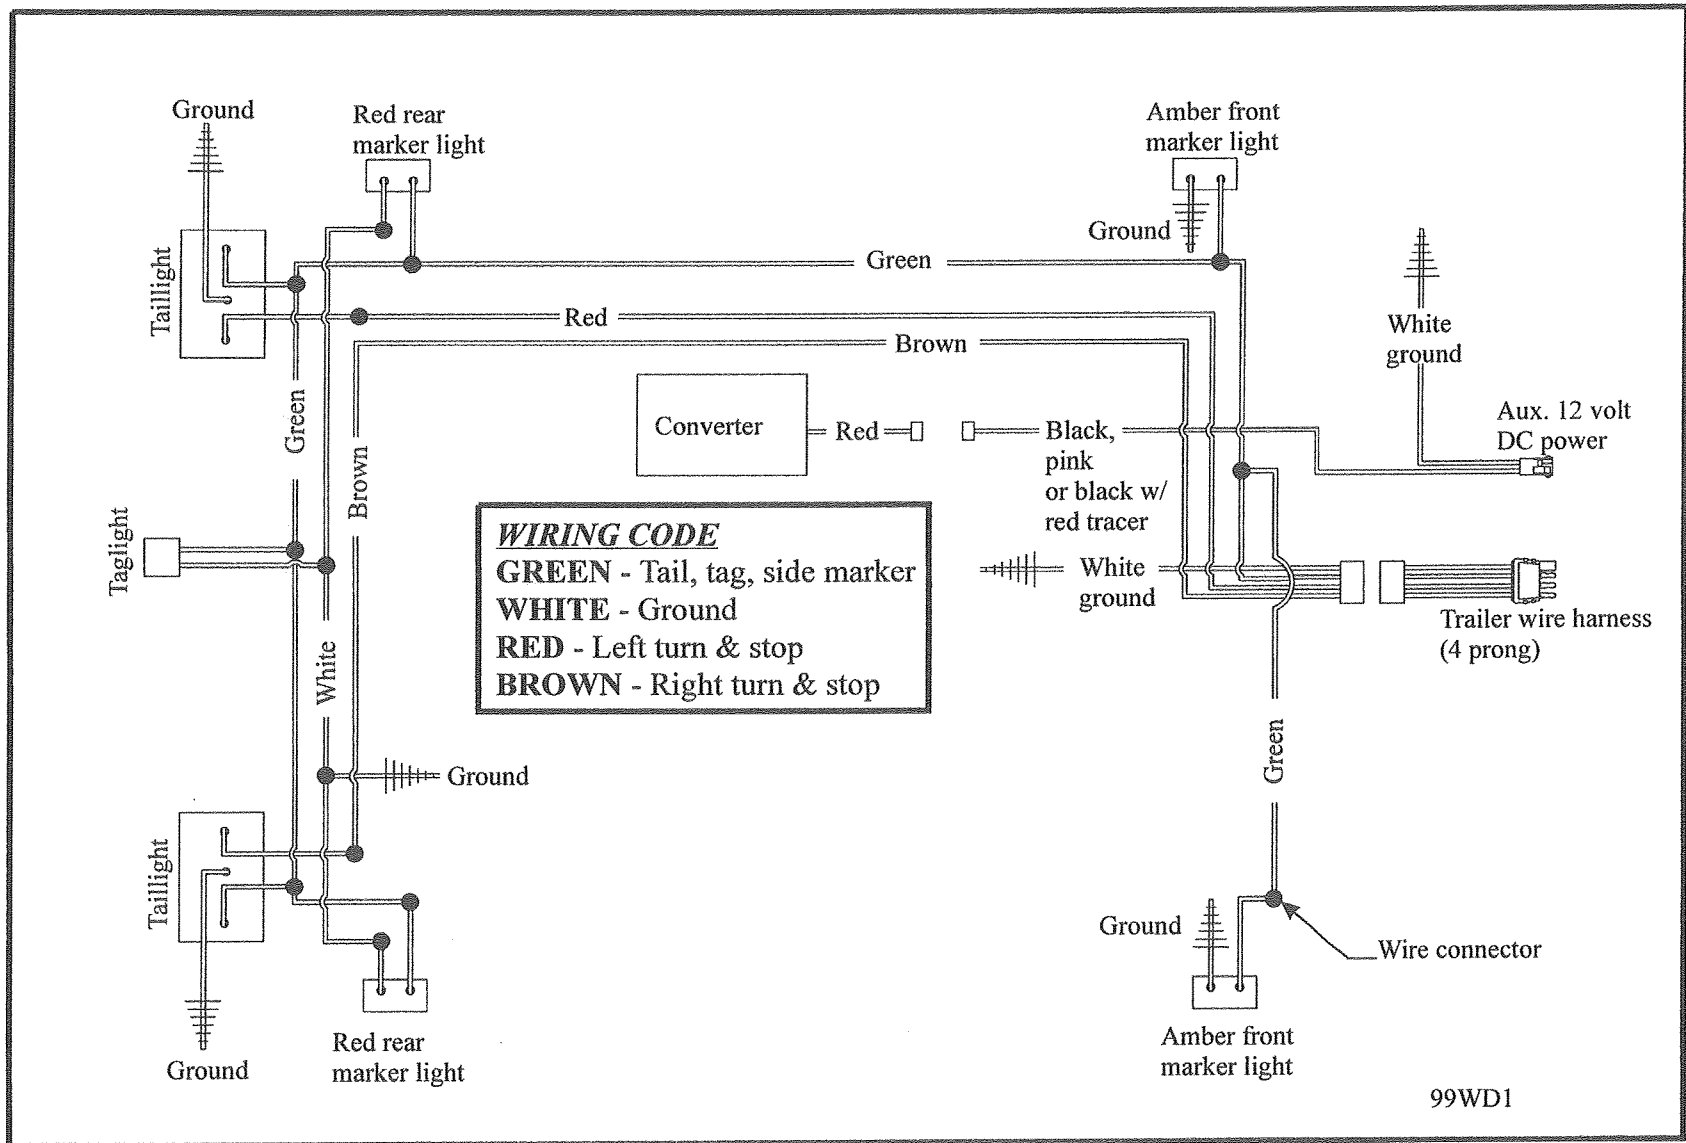 Ground
Red rear
marker light
Amber front
marker light
Ground
Taillight
Green
Red
White
ground
Brown
Green
Converter
Red
Black,
pink
or black w/
red tracer
Aux. 12 volt
DC power
Brown
Taglight
WIRING CODE
GREEN - Tail, tag, side marker
WHITE - Ground
RED - Left turn & stop
BROWN - Right turn & stop
White
ground
Trailer wire harness
(4 prong)
White
Green
Ground
Taillight
Ground
Wire connector
Red rear
marker light
Ground
Amber front
marker light
99WD1